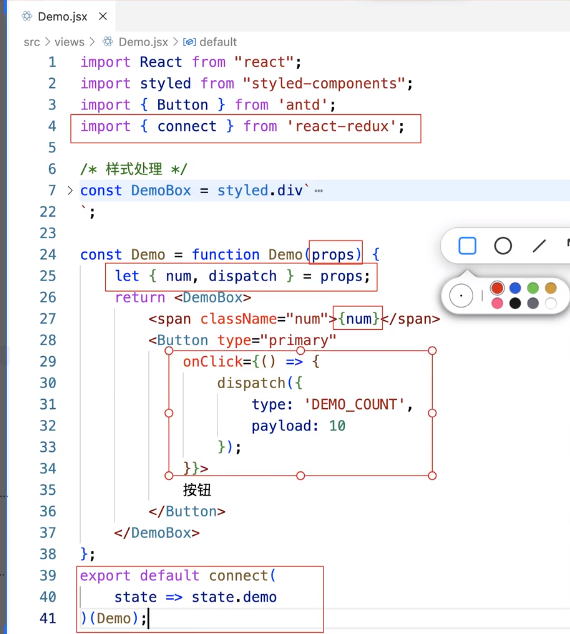 Demo.jsx
src > views > Demo.jsx > default
1 import React from "react";
2 import styled from "styled-components";
3 import { Button } from 'antd';
4 import { connect } from 'react-redux';
5
6 /* 样式处理 */
7 const DemoBox = styled.div` ⋯
22 `;
23
24 const Demo = function Demo(props) {
25     let { num, dispatch } = props;
26     return <DemoBox>
27         <span className="num">{num}</span>
28         <Button type="primary"
29             onClick={() => {
30                 dispatch({
31                     type: 'DEMO_COUNT',
32                     payload: 10
33                 });
34             }}>
35             按钮
36         </Button>
37     </DemoBox>
38 };
39 export default connect(
40     state => state.demo
41 )(Demo);